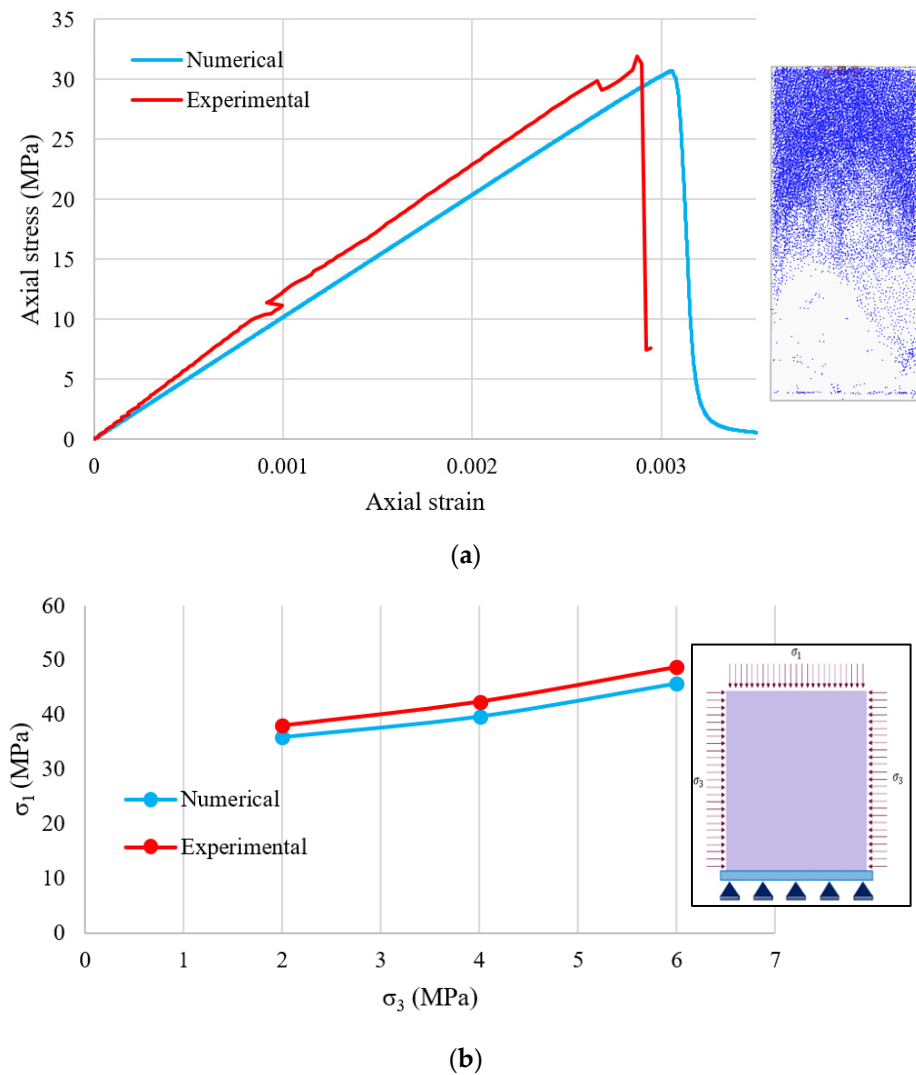 35
30
25
20
15
10
5
0
Axial stress (MPa)
Numerical
Experimental
0 0.001 0.002 0.003
Axial strain
(a)
60
50
40
30
20
10
0
σ1 (MPa)
Numerical
Experimental
σ1
σ3
σ3
0 1 2 3 4 5 6 7
σ3 (MPa)
(b)